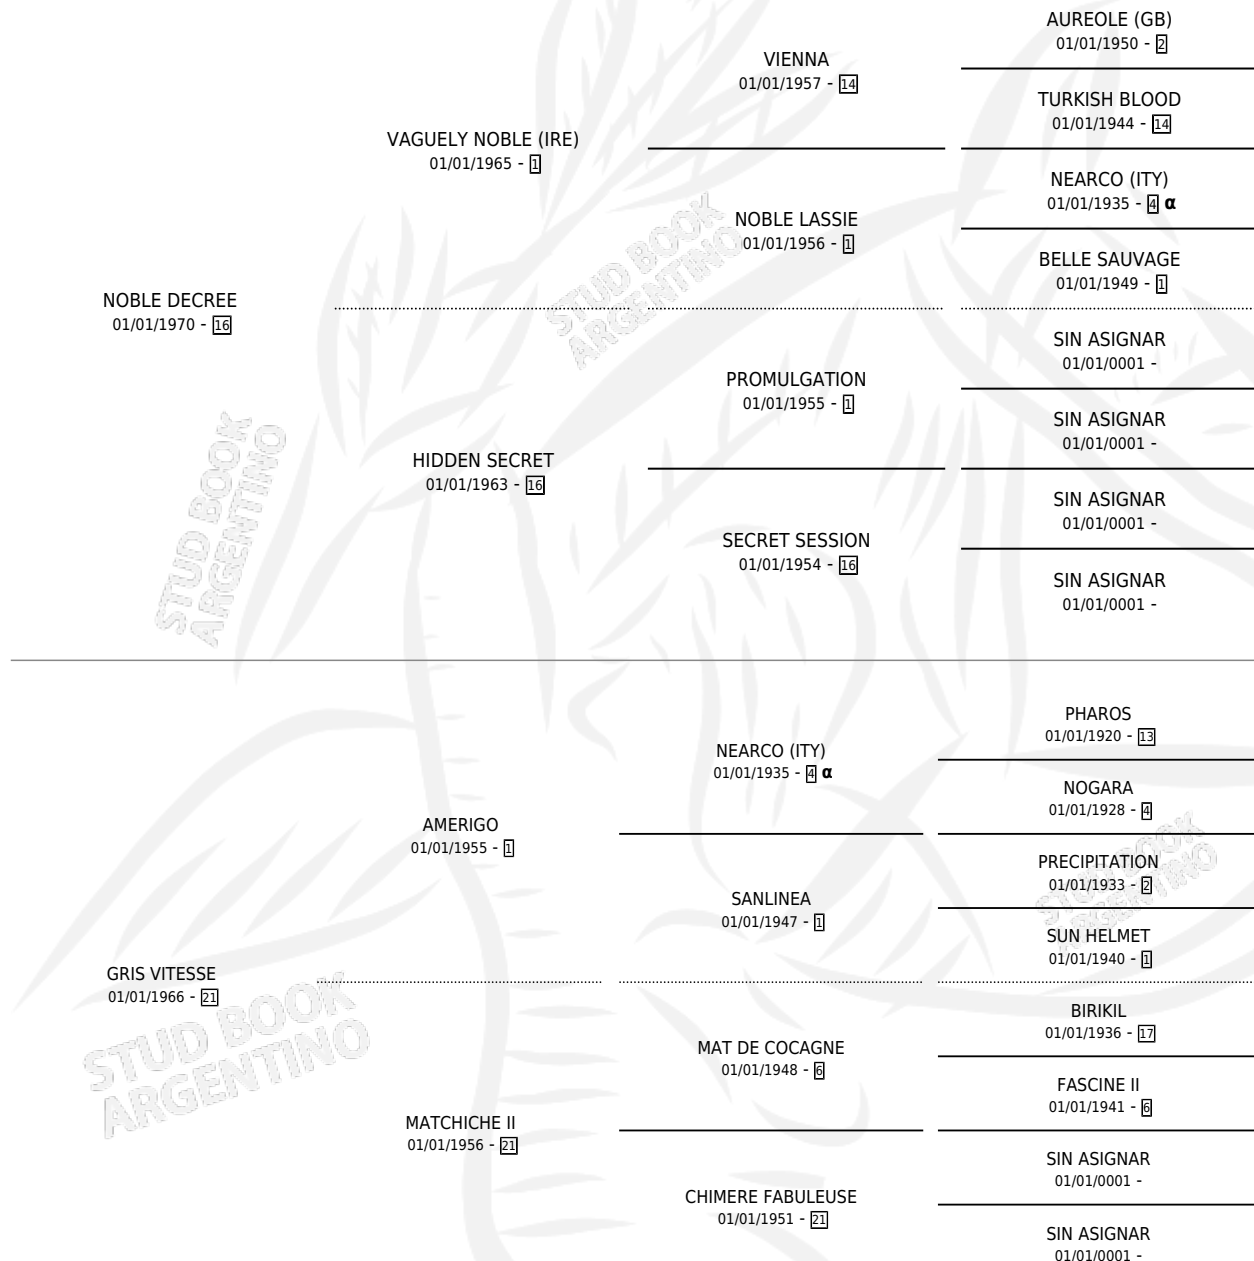 AUREOLE (GB)
01/01/1950 - 2
VIENNA
01/01/1957 - 14
TURKISH BLOOD
01/01/1944 - 14
VAGUELY NOBLE (IRE)
01/01/1965 - 1
NEARCO (ITY)
01/01/1935 - 4 α
NOBLE LASSIE
01/01/1956 - 1
BELLE SAUVAGE
01/01/1949 - 1
NOBLE DECREE
01/01/1970 - 16
SIN ASIGNAR
01/01/0001 -
PROMULGATION
01/01/1955 - 1
SIN ASIGNAR
01/01/0001 -
HIDDEN SECRET
01/01/1963 - 16
SIN ASIGNAR
01/01/0001 -
SECRET SESSION
01/01/1954 - 16
SIN ASIGNAR
01/01/0001 -
STUD BOOK
ARGENTINO
STUD BOOK
ARGENTINO
PHAROS
01/01/1920 - 13
NEARCO (ITY)
01/01/1935 - 4 α
NOGARA
01/01/1928 - 4
AMERIGO
01/01/1955 - 1
PRECIPITATION
01/01/1933 - 2
SANLINEA
01/01/1947 - 1
SUN HELMET
01/01/1940 - 1
GRIS VITESSE
01/01/1966 - 21
BIRIKIL
01/01/1936 - 17
MAT DE COCAGNE
01/01/1948 - 6
FASCINE II
01/01/1941 - 6
MATCHICHE II
01/01/1956 - 21
SIN ASIGNAR
01/01/0001 -
CHIMERE FABULEUSE
01/01/1951 - 21
SIN ASIGNAR
01/01/0001 -
STUD BOOK
ARGENTINO
STUD BOOK
ARGENTINO